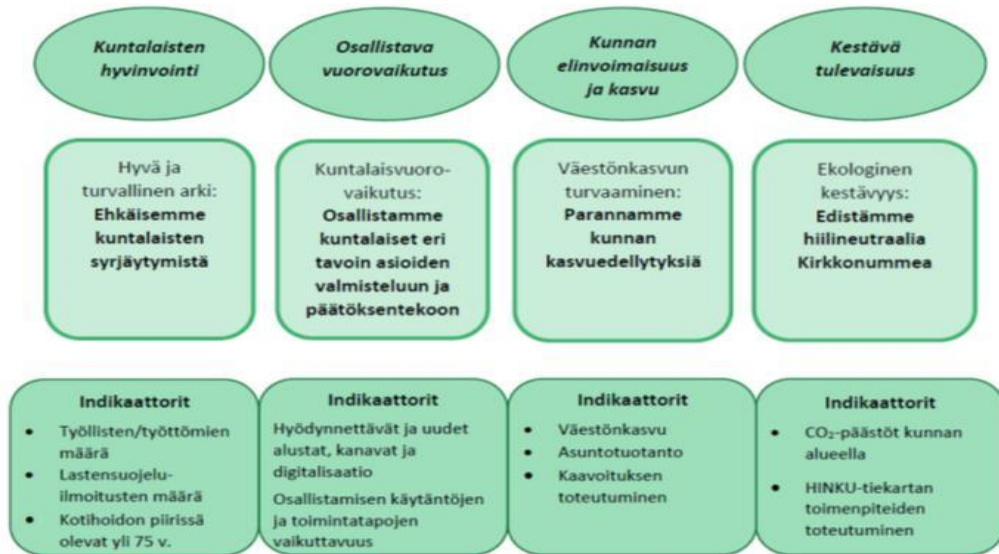 Kuntalaisten
hyvinvointi
Osallistava
vuorovaikutus
Kunnan
elinvoimaisuus
ja kasvu
Kestävä
tulevaisuus
Hyvä ja
turvallinen arki:
Ehkäisemme
kuntalaisten
syrjäytymistä
Kuntalaisvuoro-
vaikutus:
Osallistamme
kuntalaiset eri
tavoin asioiden
valmisteluun ja
päätöksentekoon
Väestönkasvun
turvaaminen:
Parannamme
kunnan
kasvuedellytyksiä
Ekologinen
kestävyys:
Edistämme
hiilineutraalia
Kirkkonummea
Indikaattorit
• Työllisten/työttömien
määrä
• Lastensuojelu-
ilmoitusten määrä
• Kotihoidon piirissä
olevat yli 75 v.
Indikaattorit
Hyödynnettävät ja uudet
alustat, kanavat ja
digitalisaatio
Osallistamisen käytäntöjen
ja toimintatapojen
vaikuttavuus
Indikaattorit
• Väestönkasvu
• Asuntotuotanto
• Kaavoituksen
toteutuminen
Indikaattorit
• CO₂-päästöt kunnan
alueella
• HINKU-tiekartan
toimenpiteiden
toteutuminen